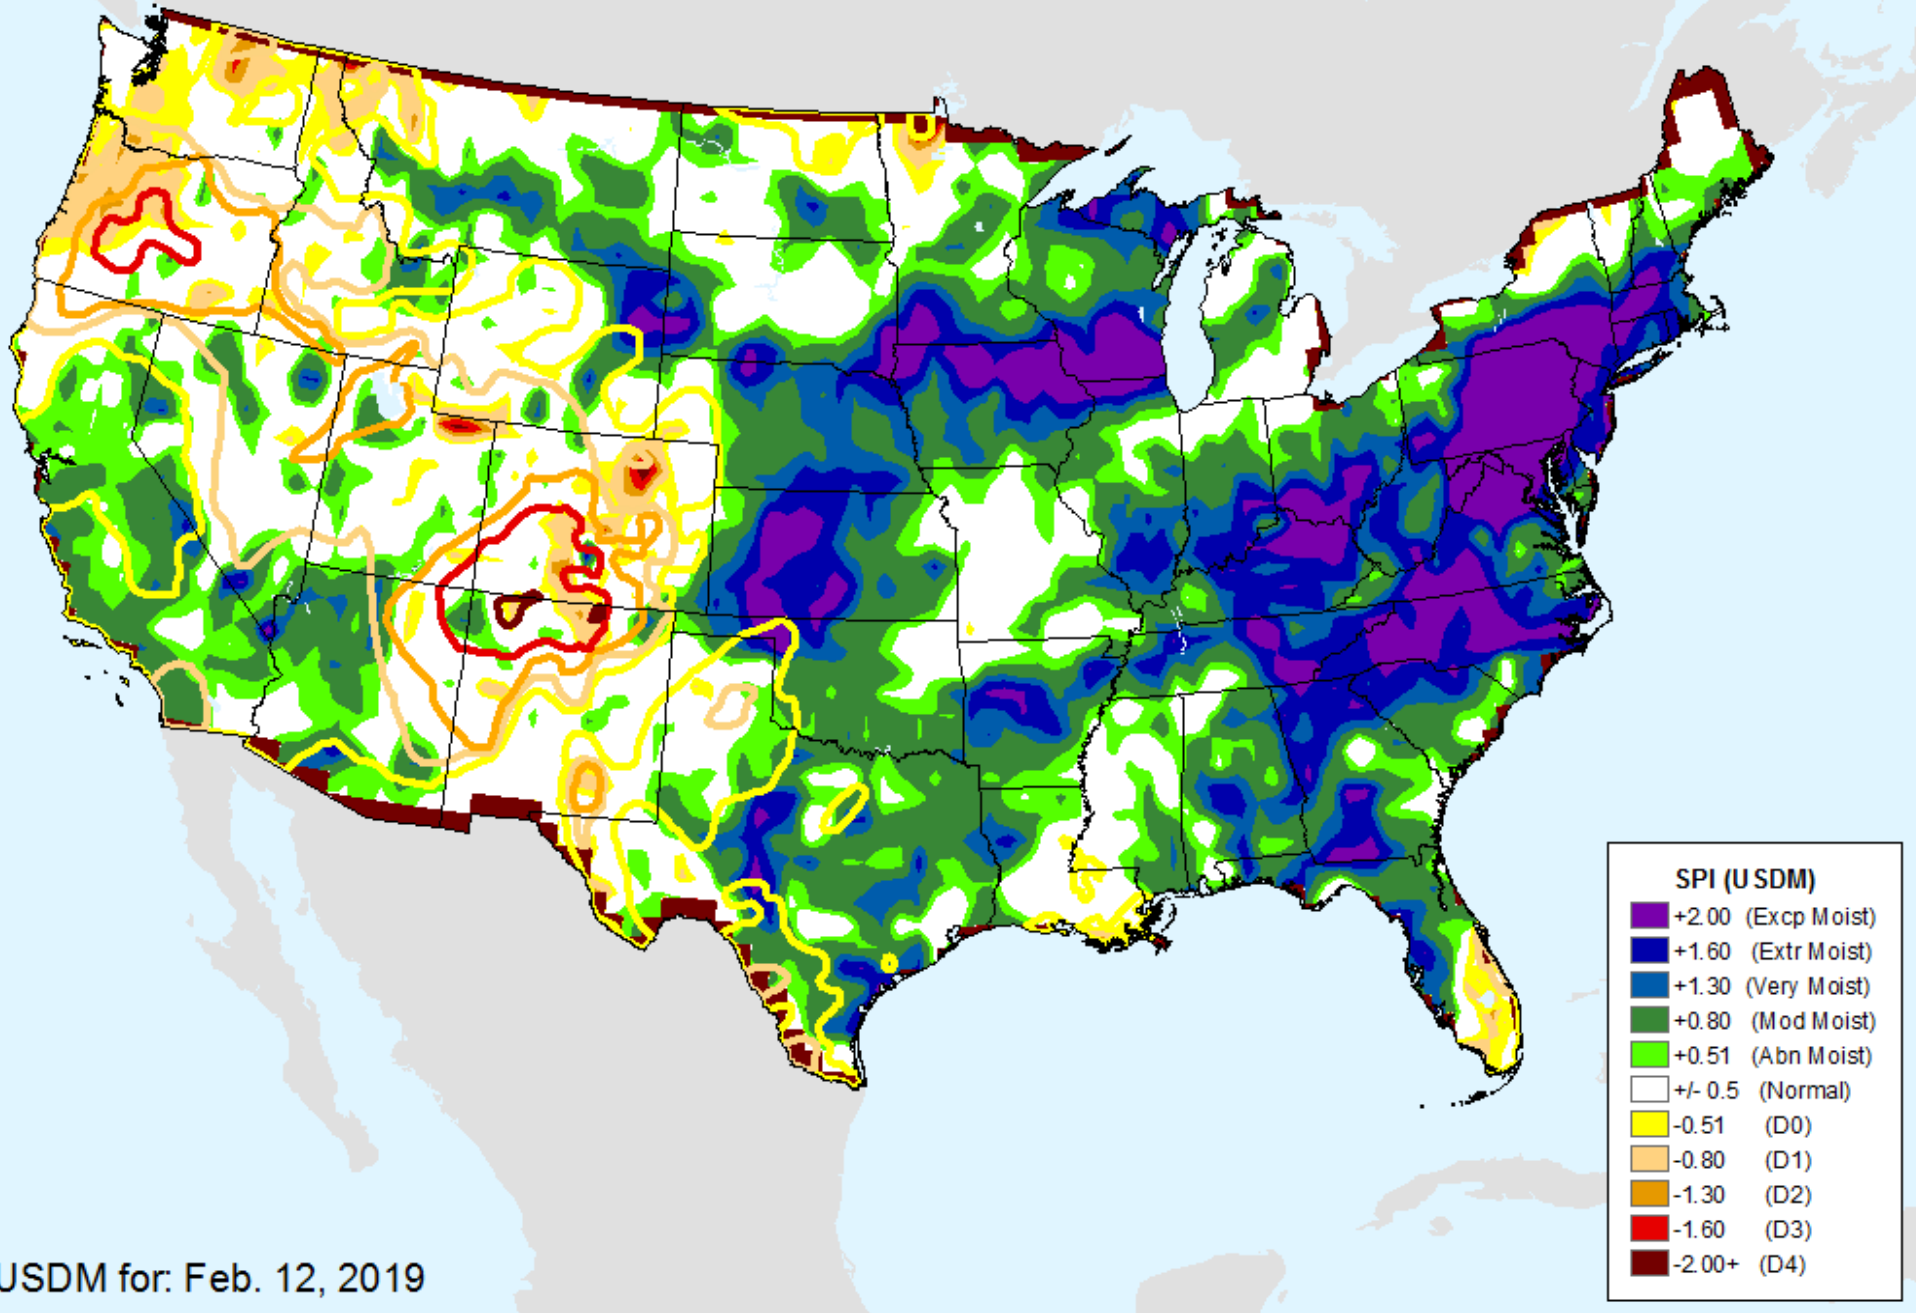 SPI (USDM)
+2.00 (Excp Moist)
+1.60 (Extr Moist)
+1.30 (Very Moist)
+0.80 (Mod Moist)
+0.51 (Abn Moist)
+/- 0.5 (Normal)
-0.51 (D0)
-0.80 (D1)
-1.30 (D2)
-1.60 (D3)
-2.00+ (D4)
USDM for: Feb. 12, 2019